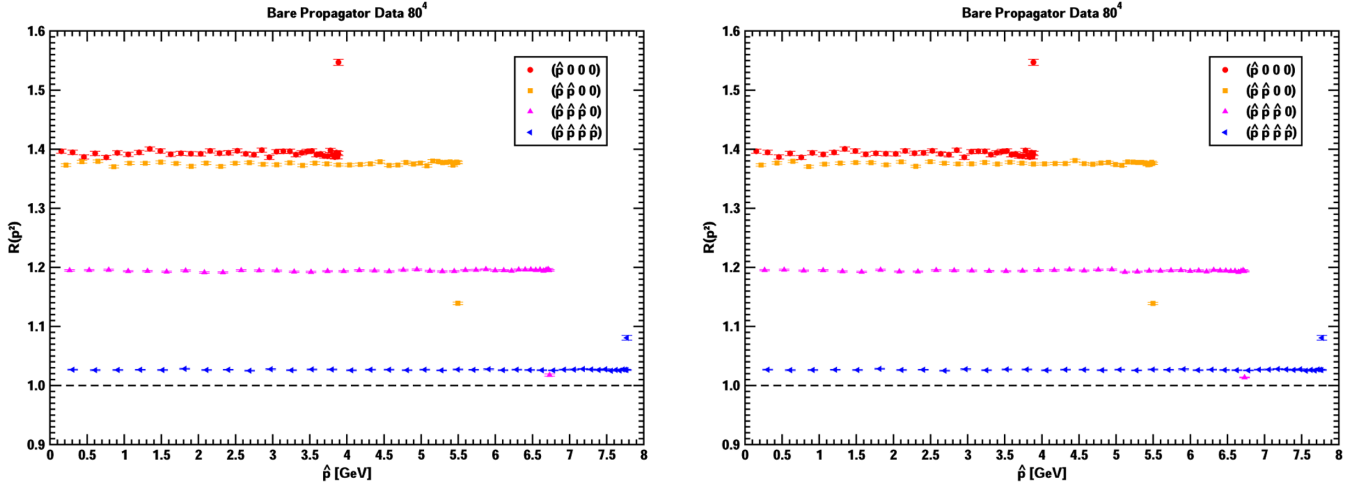 Bare Propagator Data 80⁴
1.6
1.5
1.4
1.3
1.2
1.1
1.0
0.9
R(p²)
(p̂ 0 0 0)
(p̂ p̂ 0 0)
(p̂ p̂ p̂ 0)
(p̂ p̂ p̂ p̂)
0 0.5 1 1.5 2 2.5 3 3.5 4 4.5 5 5.5 6 6.5 7 7.5 8
p̂ [GeV]
Bare Propagator Data 80⁴
1.6
1.5
1.4
1.3
1.2
1.1
1.0
0.9
R(p²)
(p̂ 0 0 0)
(p̂ p̂ 0 0)
(p̂ p̂ p̂ 0)
(p̂ p̂ p̂ p̂)
0 0.5 1 1.5 2 2.5 3 3.5 4 4.5 5 5.5 6 6.5 7 7.5 8
p̂ [GeV]